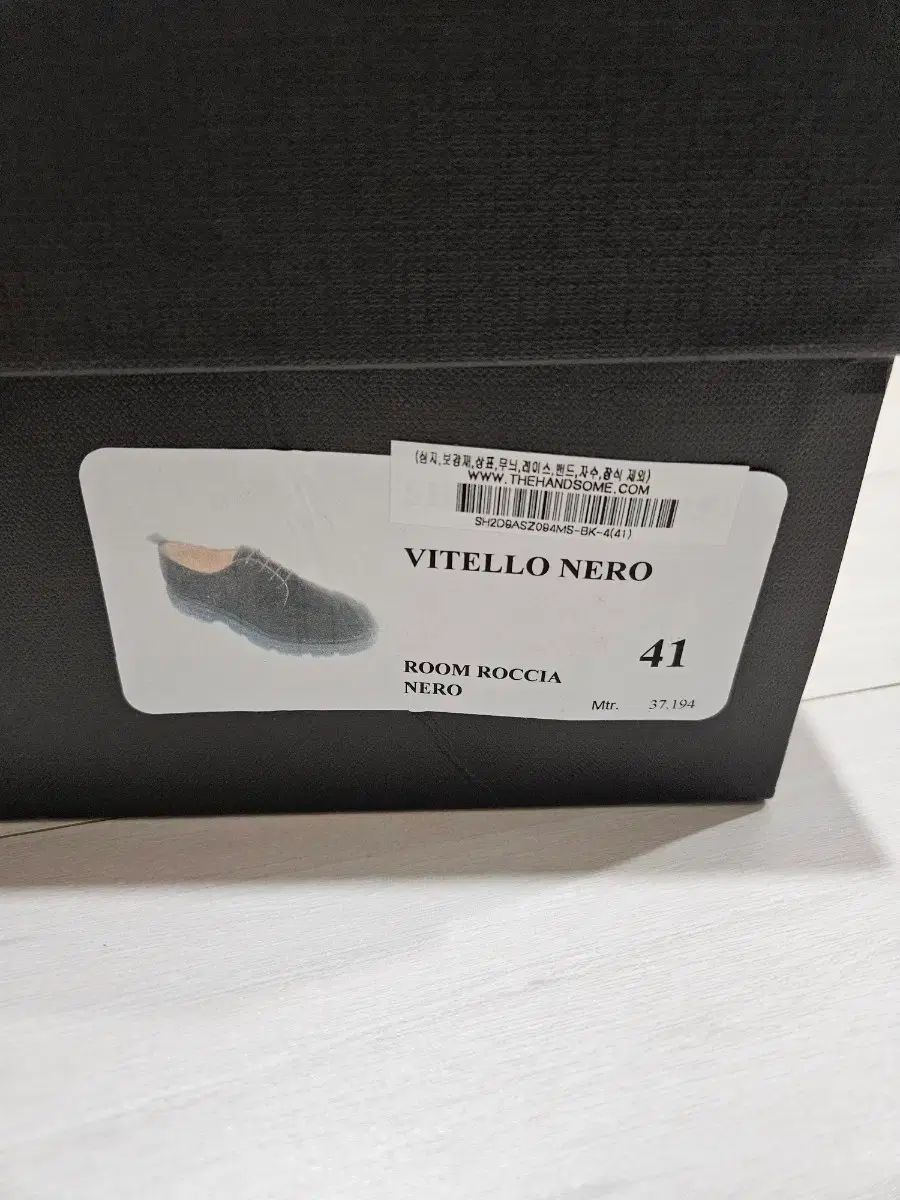 (심지,보강재,상표,무늬,레이스,밴드,자수,장식 제외)
WWW.THEHANDSOME.COM
SH2D9ASZ094MS-BK-4(41)
VITELLO NERO
41
ROOM ROCCIA
NERO
Mtr. 37.194